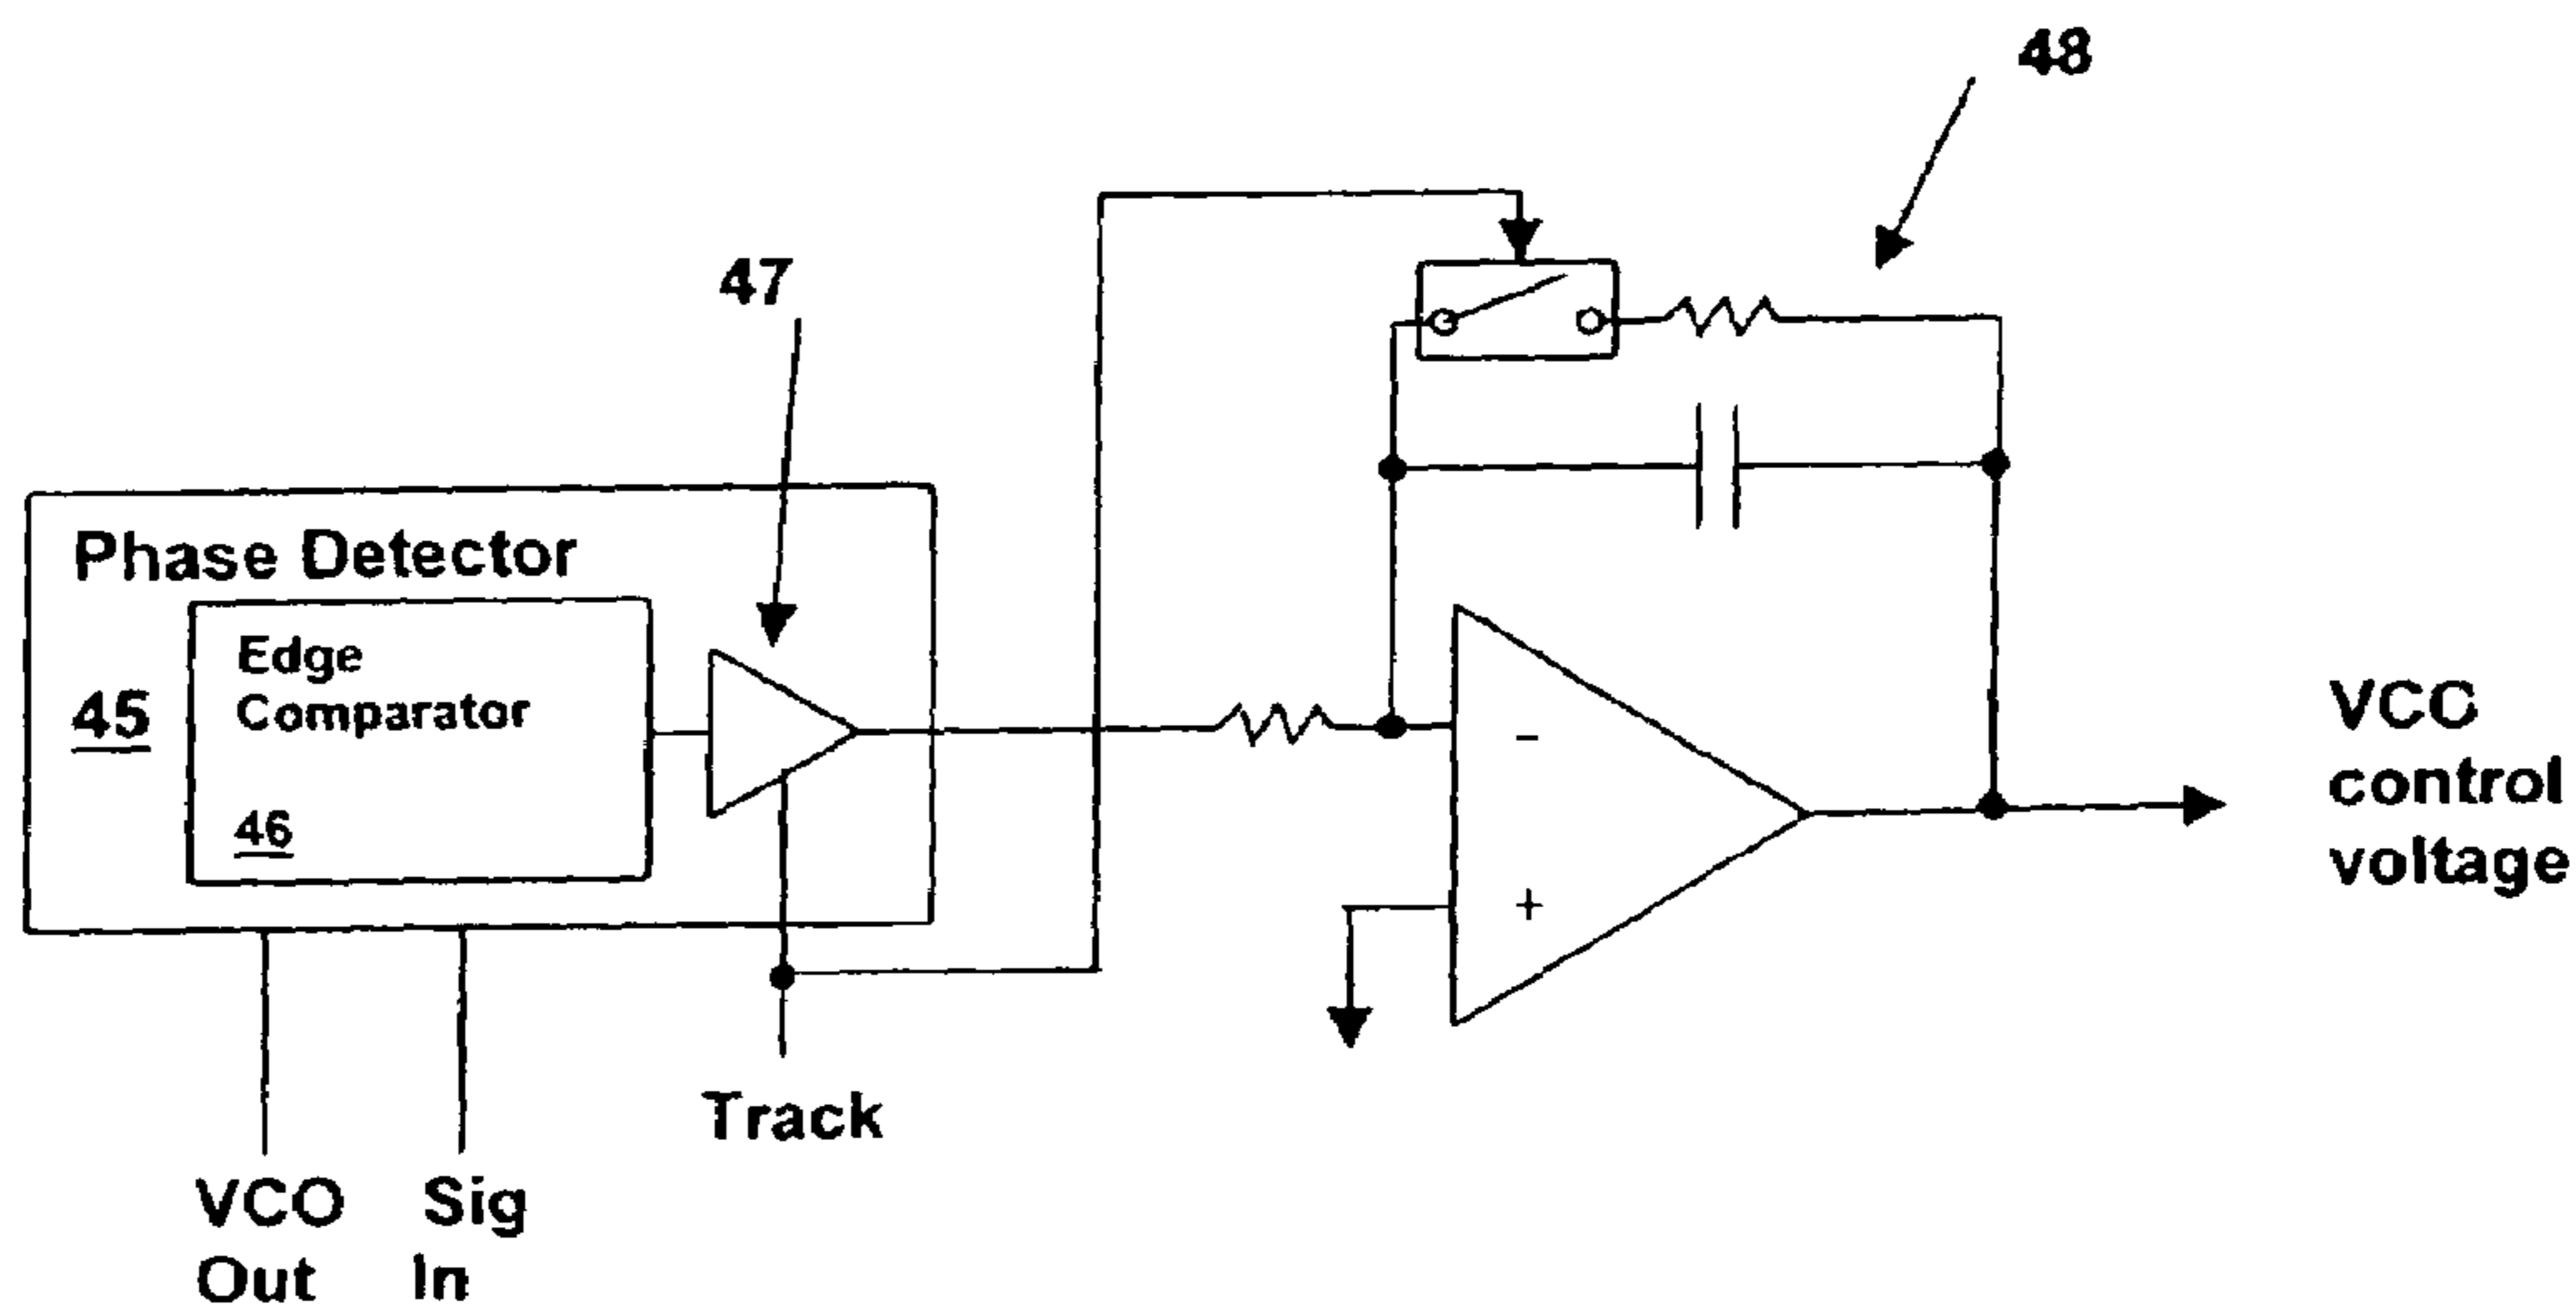 48
47
Phase Detector
Edge
Comparator
45
46
-
+
VCC
control
voltage
Track
VCO
Out
Sig
In